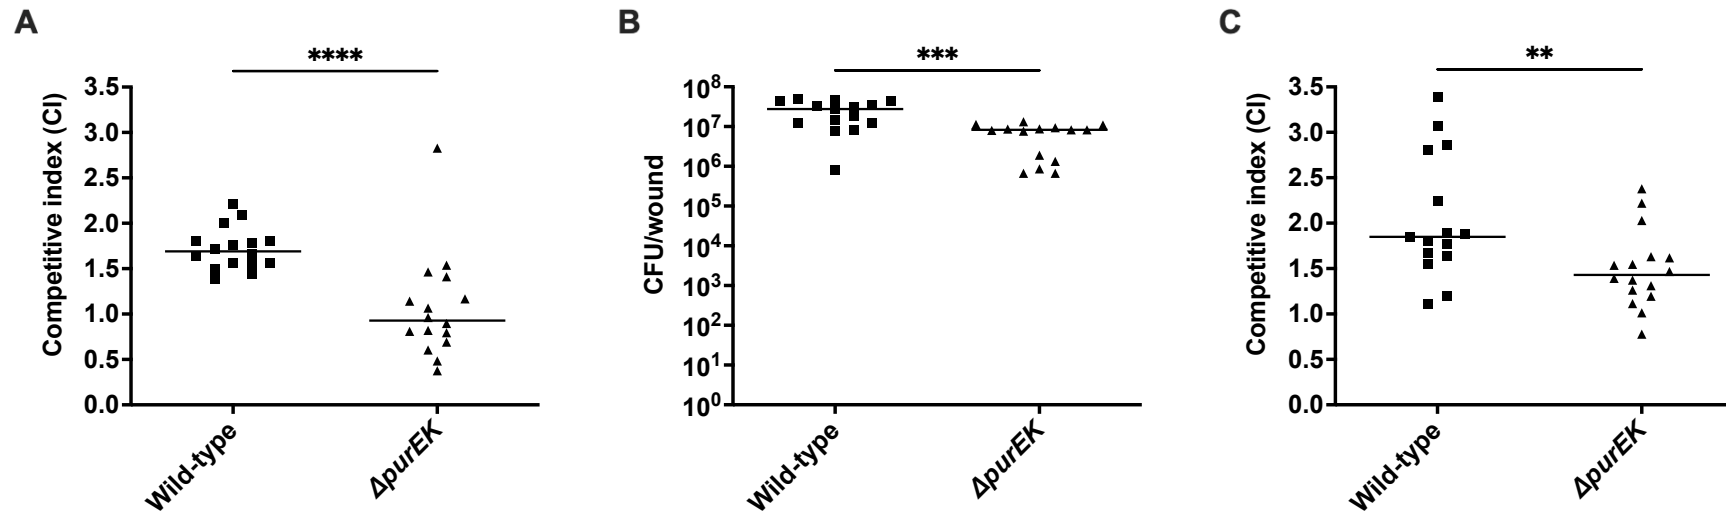 A
****
Competitive index (CI)
3.5
3.0
2.5
2.0
1.5
1.0
0.5
0.0
Wild-type
ΔpurEK
B
***
CFU/wound
10⁸
10⁷
10⁶
10⁵
10⁴
10³
10²
10¹
10⁰
Wild-type
ΔpurEK
C
**
Competitive index (CI)
3.5
3.0
2.5
2.0
1.5
1.0
0.5
0.0
Wild-type
ΔpurEK